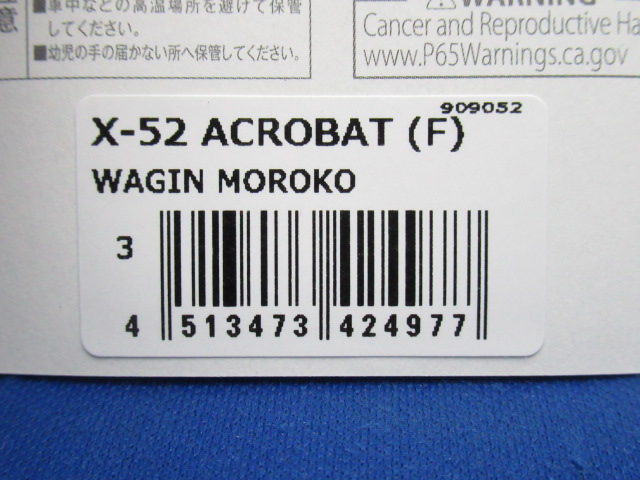 ■車中などの高温場所を避けて保管
してください。
■幼児の手の届かない所へ保管してください。
意
WARNING
Cancer and Reproductive Ha
www.P65Warnings.ca.gov
909052
X-52 ACROBAT (F)
WAGIN MOROKO
3
4 513473 424977